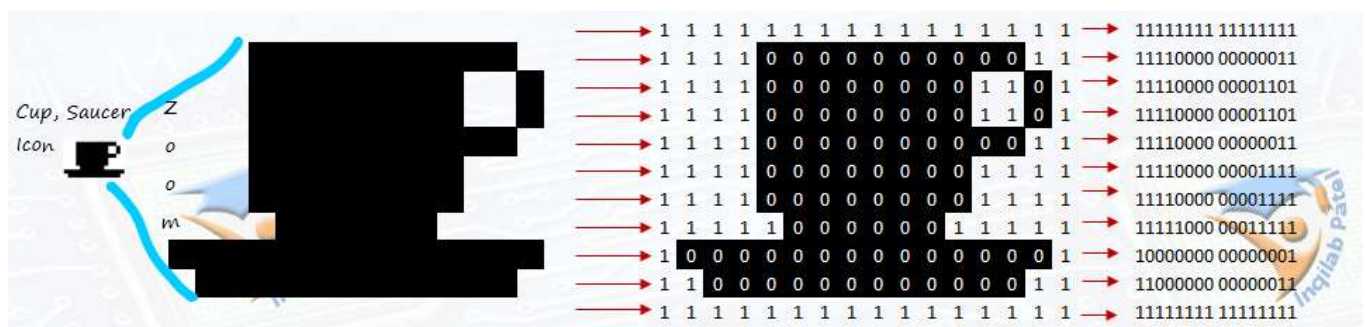 Cup, Saucer
Icon
Z
o
o
m
1 1 1 1 1 1 1 1 1 1 1 1 1 1 1 1 11111111 11111111
1 1 1 1 0 0 0 0 0 0 0 0 0 0 1 1 11110000 00000011
1 1 1 1 0 0 0 0 0 0 0 0 1 1 0 1 11110000 00001101
1 1 1 1 0 0 0 0 0 0 0 0 1 1 0 1 11110000 00001101
1 1 1 1 0 0 0 0 0 0 0 0 0 0 1 1 11110000 00000011
1 1 1 1 0 0 0 0 0 0 0 0 1 1 1 1 11110000 00001111
1 1 1 1 0 0 0 0 0 0 0 0 1 1 1 1 11110000 00001111
1 1 1 1 1 0 0 0 0 0 0 1 1 1 1 1 11111000 00011111
1 0 0 0 0 0 0 0 0 0 0 0 0 0 0 1 10000000 00000001
1 1 0 0 0 0 0 0 0 0 0 0 0 0 1 1 11000000 00000011
1 1 1 1 1 1 1 1 1 1 1 1 1 1 1 1 11111111 11111111
Inqilab Patel